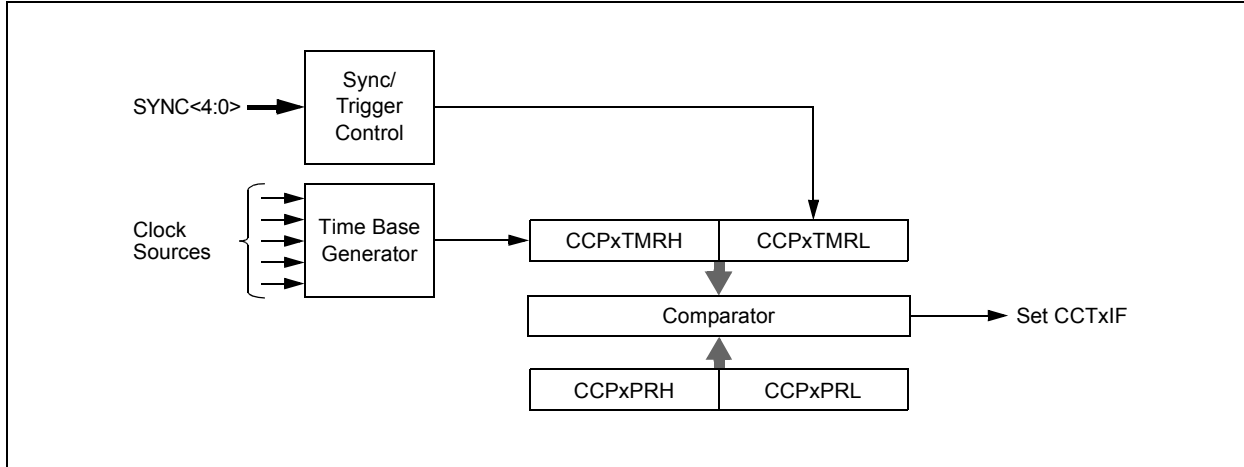 SYNC<4:0>
Sync/
Trigger
Control
Clock
Sources
Time Base
Generator
CCPxTMRH
CCPxTMRL
Comparator
Set CCTxIF
CCPxPRH
CCPxPRL